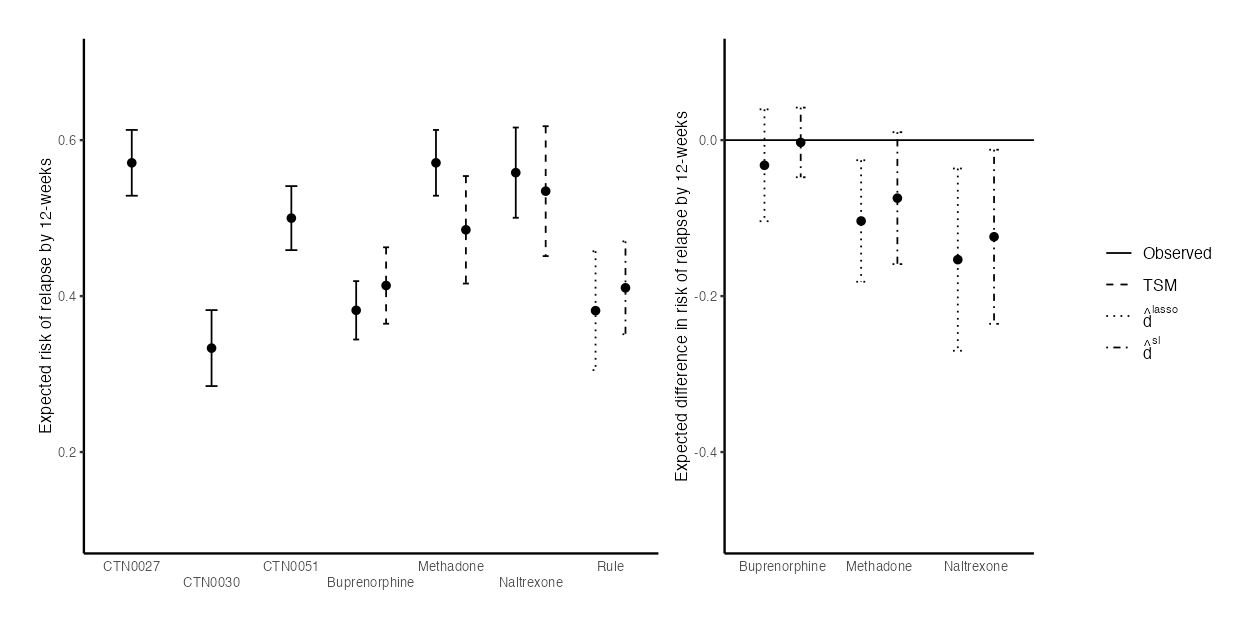 Expected risk of relapse by 12-weeks
0.6
0.4
0.2
CTN0027
CTN0030
CTN0051
Buprenorphine
Methadone
Naltrexone
Rule
Expected difference in risk of relapse by 12-weeks
0.0
-0.2
-0.4
Buprenorphine
Methadone
Naltrexone
Observed
TSM
d̂^lasso
d̂^sl